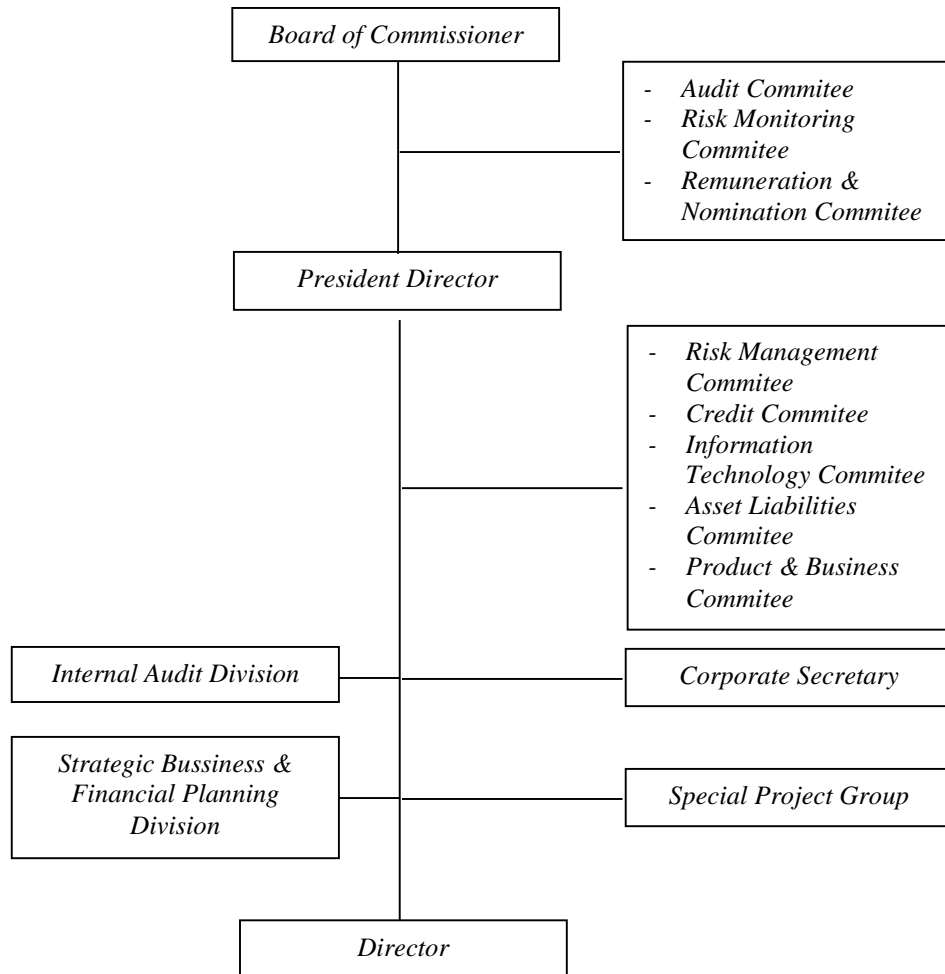 Board of Commissioner
- Audit Commitee
- Risk Monitoring
Commitee
- Remuneration &
Nomination Commitee
President Director
- Risk Management
Commitee
- Credit Commitee
- Information
Technology Commitee
- Asset Liabilities
Commitee
- Product & Business
Commitee
Internal Audit Division
Corporate Secretary
Strategic Bussiness &
Financial Planning
Division
Special Project Group
Director